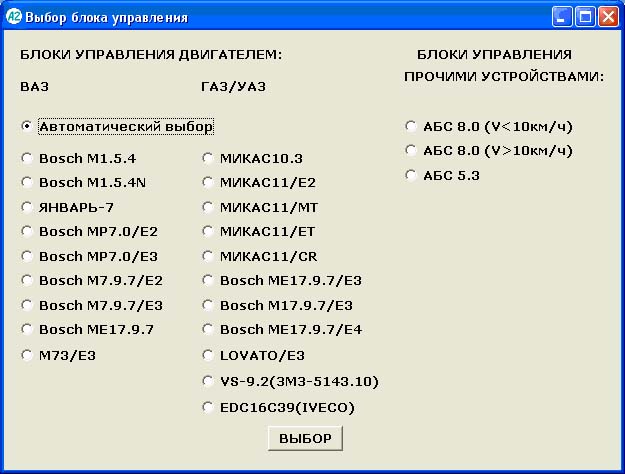 A2 Выбор блока управления
БЛОКИ УПРАВЛЕНИЯ ДВИГАТЕЛЕМ:
ВАЗ
ГАЗ/УАЗ
Автоматический выбор
Bosch M1.5.4
Bosch M1.5.4N
ЯНВАРЬ-7
Bosch MP7.0/E2
Bosch MP7.0/E3
Bosch M7.9.7/E2
Bosch M7.9.7/E3
Bosch ME17.9.7
M73/E3
МИКАС10.3
МИКАС11/E2
МИКАС11/МТ
МИКАС11/ET
МИКАС11/CR
Bosch ME17.9.7/E3
Bosch M17.9.7/E3
Bosch ME17.9.7/E4
LOVATO/E3
VS-9.2(ЗМЗ-5143.10)
EDC16C39(IVECO)
БЛОКИ УПРАВЛЕНИЯ
ПРОЧИМИ УСТРОЙСТВАМИ:
АБС 8.0 (V<10км/ч)
АБС 8.0 (V>10км/ч)
АБС 5.3
ВЫБОР